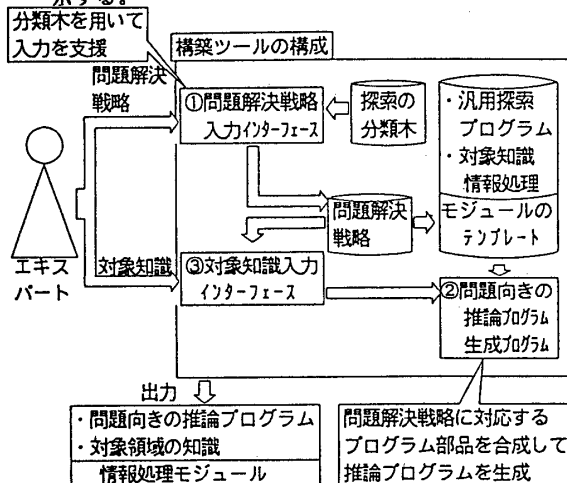 示する。
分類木を用いて
入力を支援
構築ツールの構成
問題解決
戦略
①問題解決戦略
入力インターフェース
探索の
分類木
・汎用探索
プログラム
・対象知識
情報処理
モジュールの
テンプレート
問題解決
戦略
エキス
パート
対象知識
③対象知識入力
インターフェース
②問題向きの
推論プログラム
生成プログラム
出力
・問題向きの推論プログラム
・対象領域の知識
情報処理モジュール
問題解決戦略に対応する
プログラム部品を合成して
推論プログラムを生成